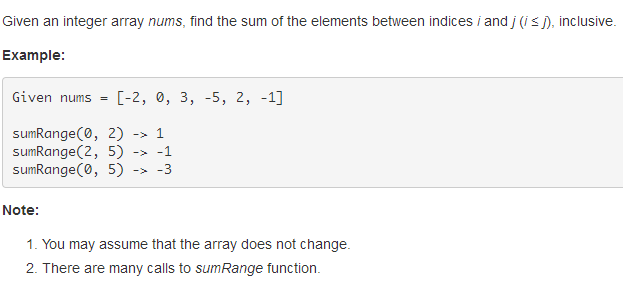 Given an integer array nums, find the sum of the elements between indices i and j (i ≤ j), inclusive.
Example:
Given nums = [-2, 0, 3, -5, 2, -1]
sumRange(0, 2) -> 1
sumRange(2, 5) -> -1
sumRange(0, 5) -> -3
Note:
1. You may assume that the array does not change.
2. There are many calls to sumRange function.